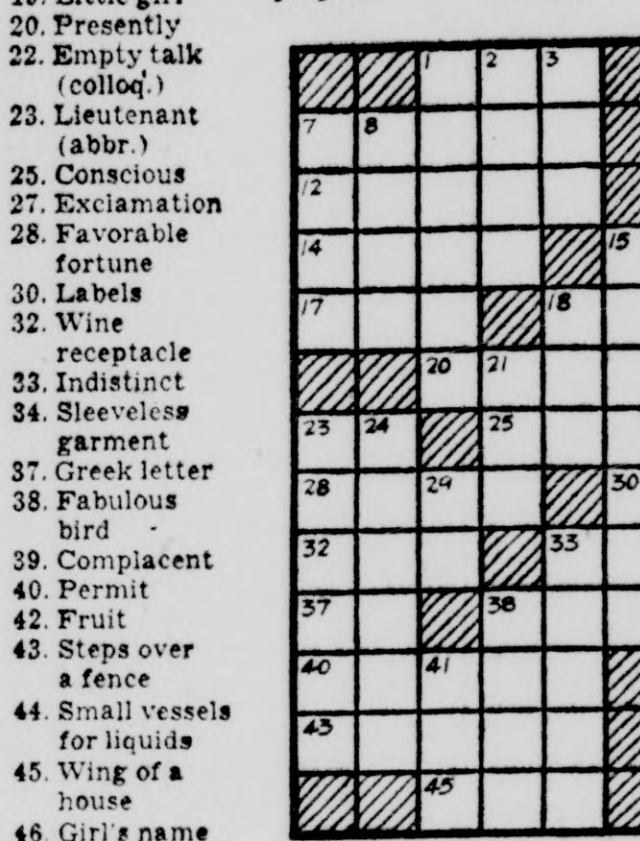 20. Presently
22. Empty talk
(colloq.)
23. Lieutenant
(abbr.)
25. Conscious
27. Exclamation
28. Favorable
fortune
30. Labels
32. Wine
receptacle
33. Indistinct
34. Sleeveless
garment
37. Greek letter
38. Fabulous
bird
39. Complacent
40. Permit
42. Fruit
43. Steps over
a fence
44. Small vessels
for liquids
45. Wing of a
house
46. Girl's name
1 2 3
7 8
12
14 15
17 18
20 21
23 24 25
28 29 30
32 33
37 38
40 41
43
45